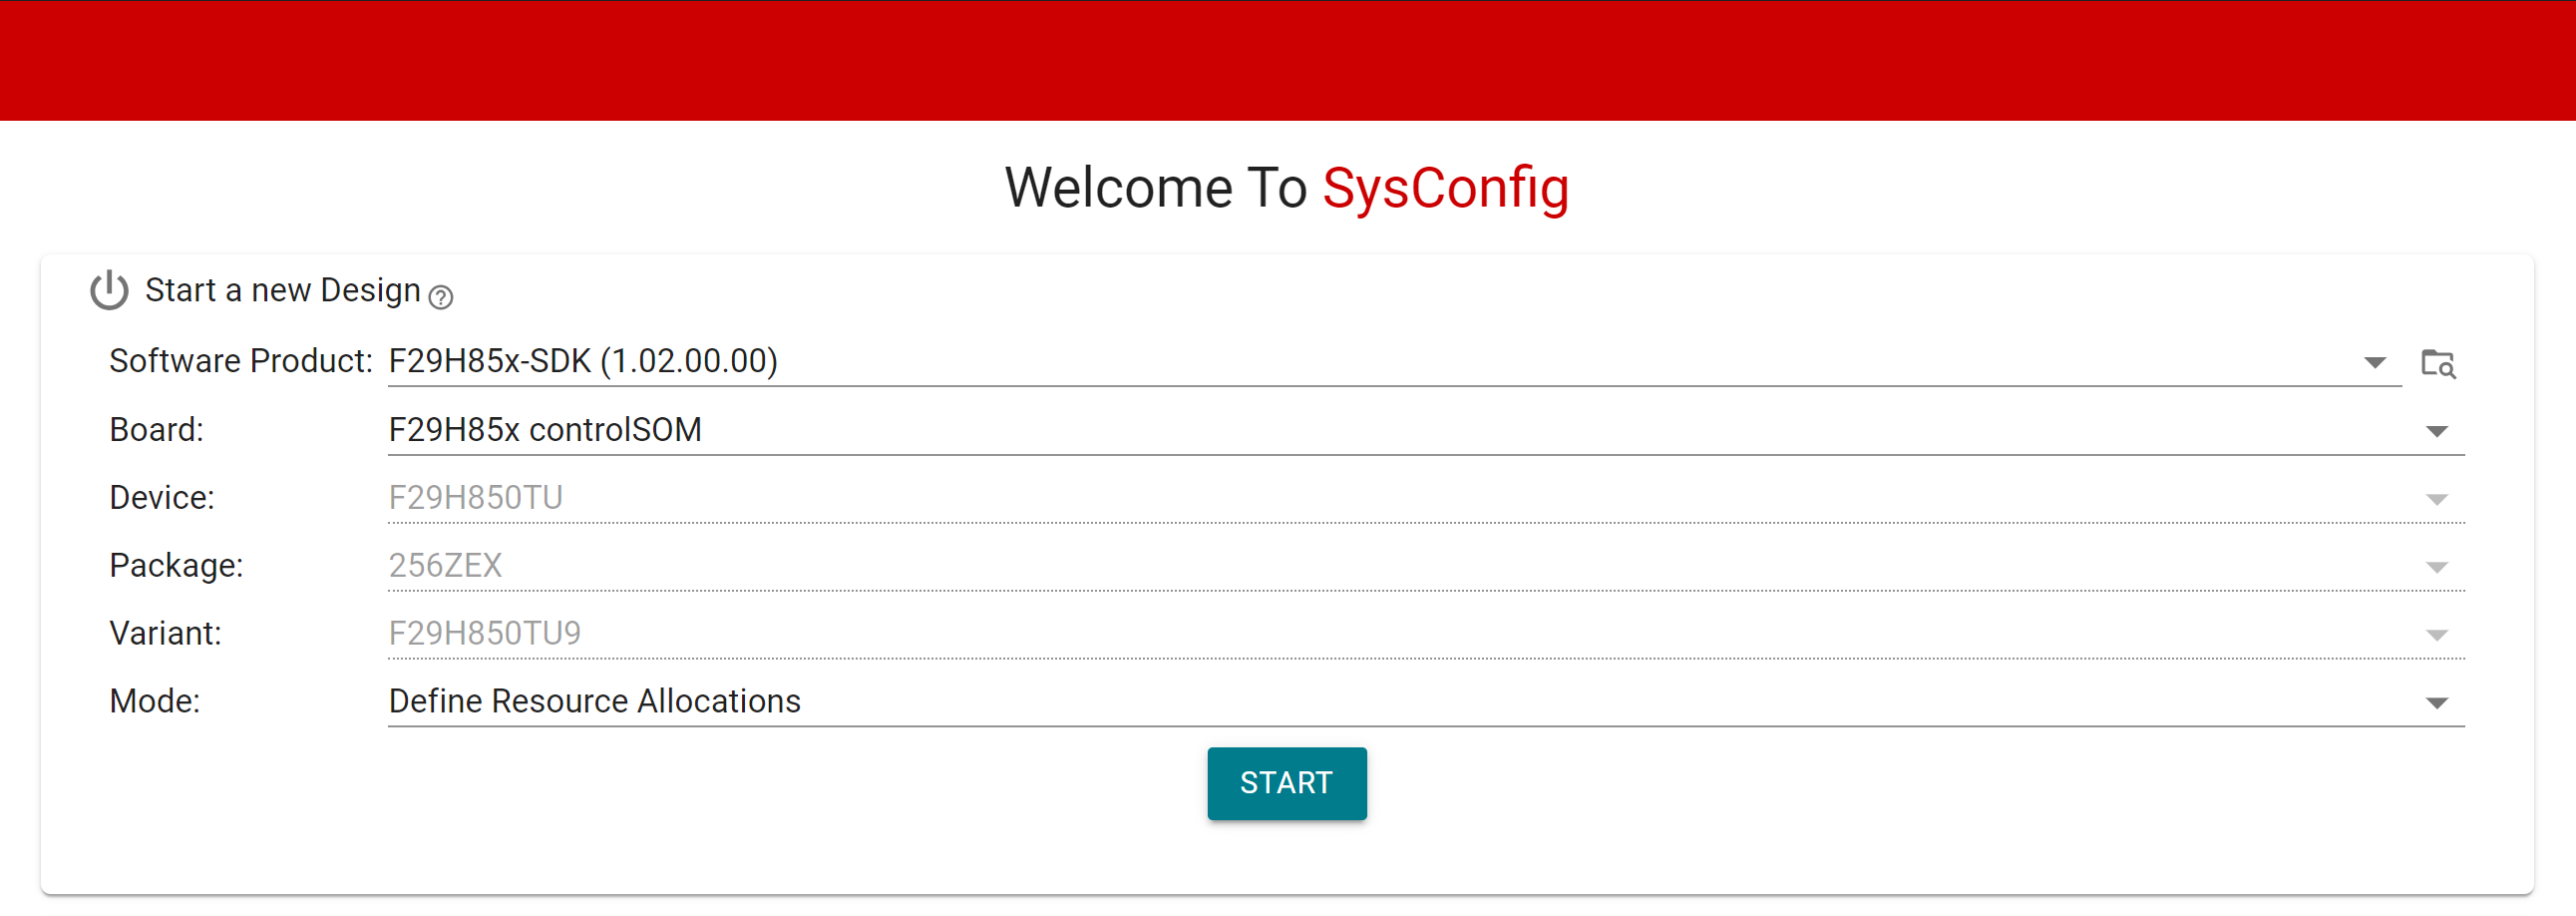 Welcome To SysConfig
Start a new Design ?
Software Product: F29H85x-SDK (1.02.00.00)
Board: F29H85x controlSOM
Device: F29H850TU
Package: 256ZEX
Variant: F29H850TU9
Mode: Define Resource Allocations
START